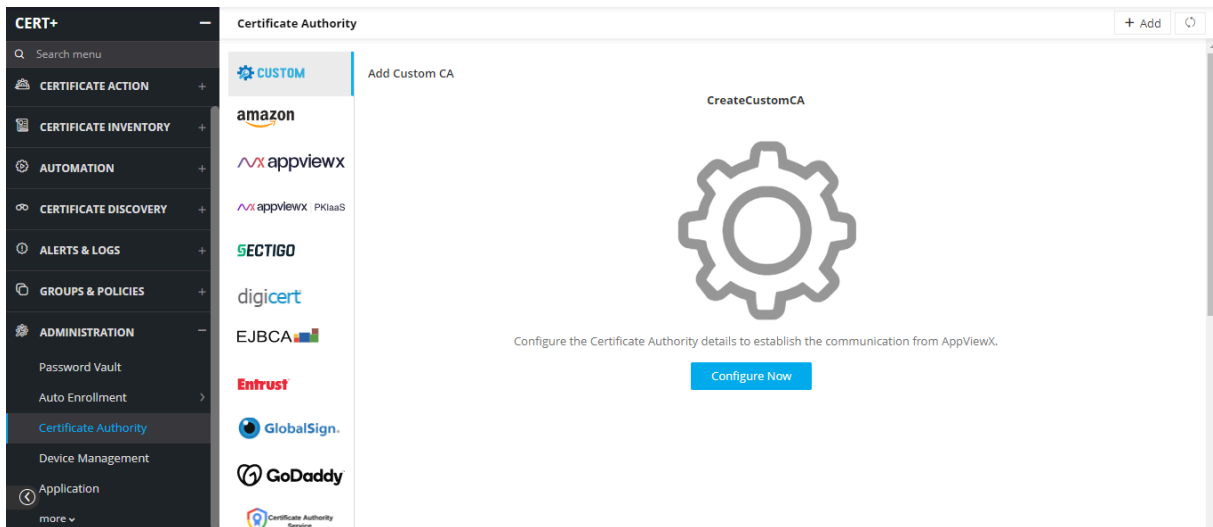 CERT+
Search menu
CERTIFICATE ACTION
CERTIFICATE INVENTORY
AUTOMATION
CERTIFICATE DISCOVERY
ALERTS & LOGS
GROUPS & POLICIES
ADMINISTRATION
Password Vault
Auto Enrollment
Certificate Authority
Device Management
Application
more
Certificate Authority
+ Add
CUSTOM
amazon
appviewx
appviewx | PKIaaS
SECTIGO
digicert
EJBCA
Entrust
GlobalSign.
GoDaddy
Certificate Authority
Service
Add Custom CA
CreateCustomCA
Configure the Certificate Authority details to establish the communication from AppViewX.
Configure Now